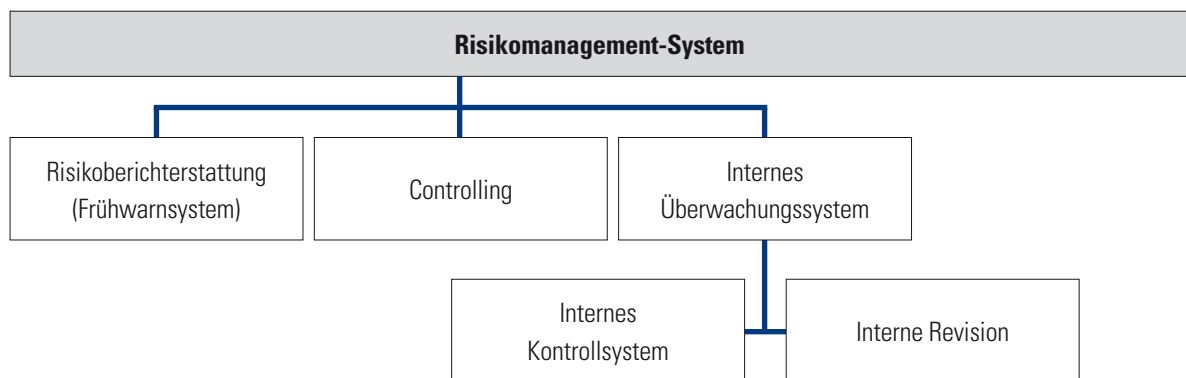 Risikomanagement-System
Risikoberichterstattung
(Frühwarnsystem)
Controlling
Internes
Überwachungssystem
Internes
Kontrollsystem
Interne Revision